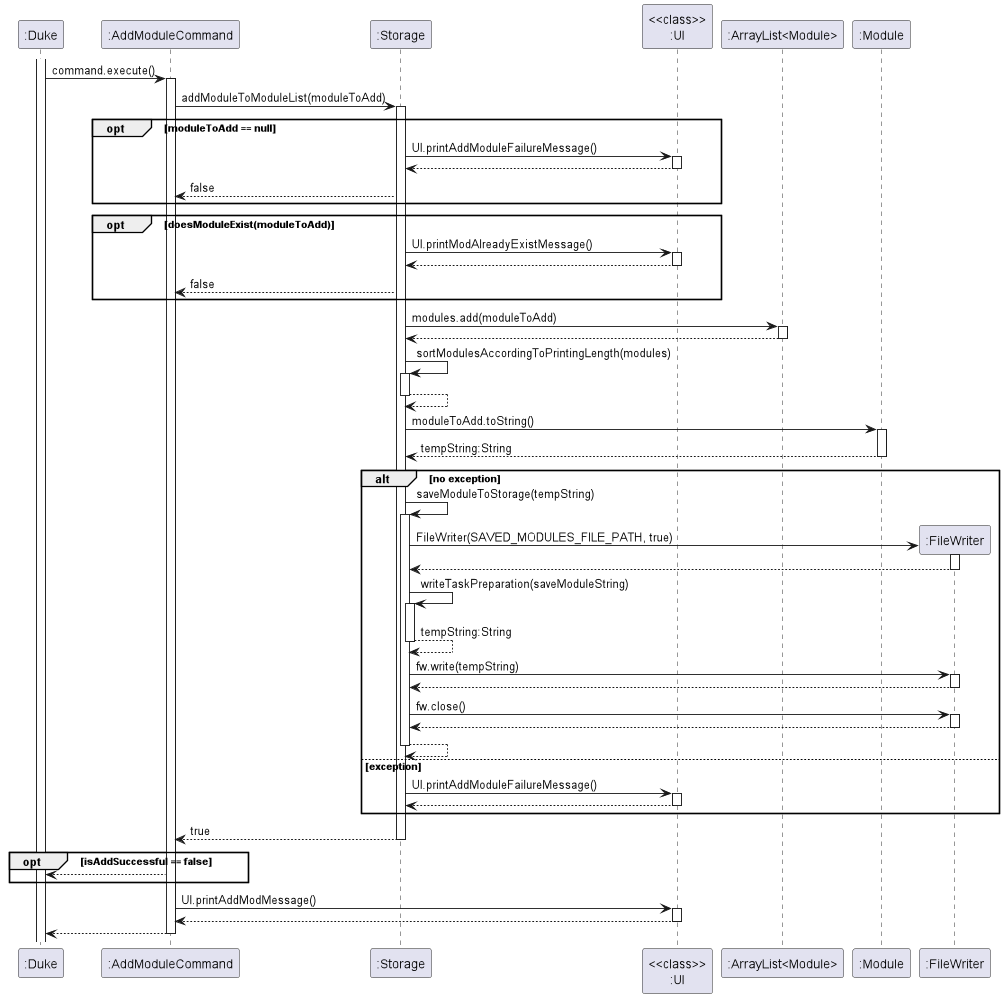 :Duke
:AddModuleCommand
:Storage
<<class>>
:UI
:ArrayList<Module>
:Module
command.execute()
addModuleToModuleList(moduleToAdd)
opt
[moduleToAdd == null]
UI.printAddModuleFailureMessage()
false
opt
[doesModuleExist(moduleToAdd)]
UI.printModAlreadyExistMessage()
false
modules.add(moduleToAdd)
sortModulesAccordingToPrintingLength(modules)
moduleToAdd.toString()
tempString:String
alt
[no exception]
saveModuleToStorage(tempString)
FileWriter(SAVED_MODULES_FILE_PATH, true)
:FileWriter
writeTaskPreparation(saveModuleString)
tempString:String
fw.write(tempString)
fw.close()
[exception]
UI.printAddModuleFailureMessage()
true
opt
[isAddSuccessful == false]
UI.printAddModMessage()
:Duke
:AddModuleCommand
:Storage
<<class>>
:UI
:ArrayList<Module>
:Module
:FileWriter